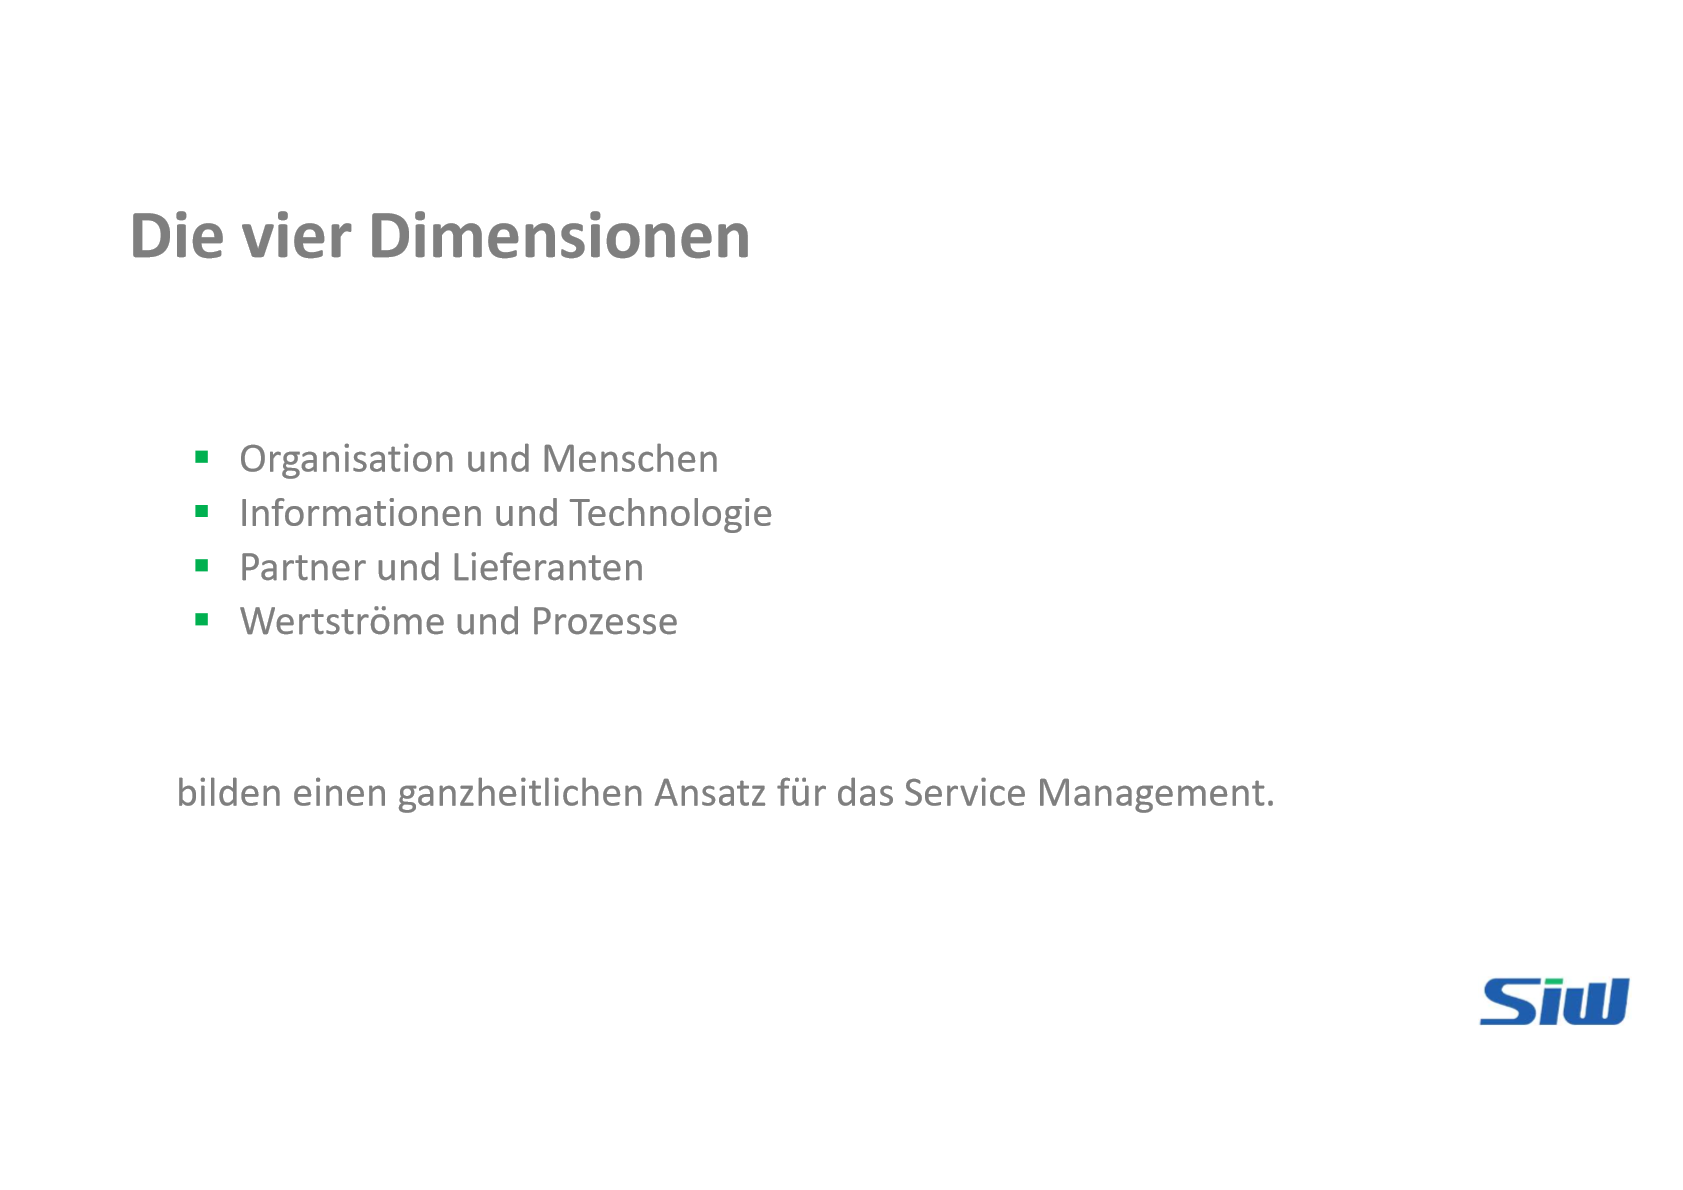 Die vier Dimensionen
▪ Organisation und Menschen
▪ Informationen und Technologie
▪ Partner und Lieferanten
▪ Wertströme und Prozesse
bilden einen ganzheitlichen Ansatz für das Service Management.
Siw